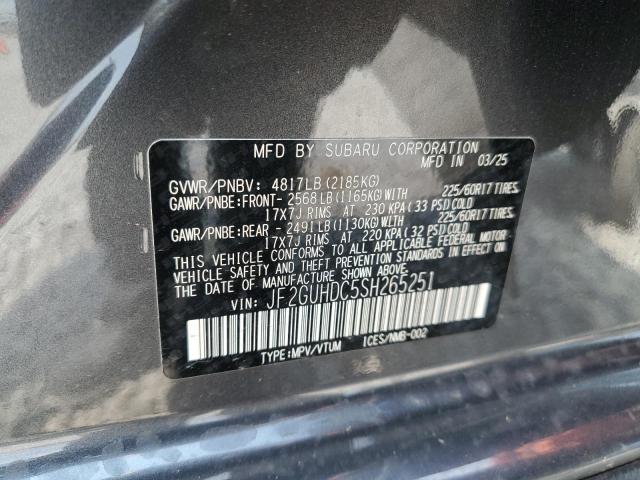 MFD BY SUBARU CORPORATION
MFD IN 03/25
GVWR/PNBV: 4817LB(2185KG)
GAWR/PNBE:FRONT- 2568LB(1165KG)WITH 225/60R17 TIRES,
17X7J RIMS AT 230 KPA(33 PSI)COLD
GAWR/PNBE:REAR - 2491LB(1130KG)WITH 225/60R17 TIRES,
17X7J RIMS AT 220 KPA(32 PSI)COLD
THIS VEHICLE CONFORMS TO ALL APPLICABLE FEDERAL MOTOR
VEHICLE SAFETY AND THEFT PREVENTION STANDARDS IN EFFECT ON
THE DATE OF MANUFACTURE SHOWN ABOVE.
VIN: JF2GUHDC5SH265251
TYPE:MPV/VTUM ICES/NMB-002